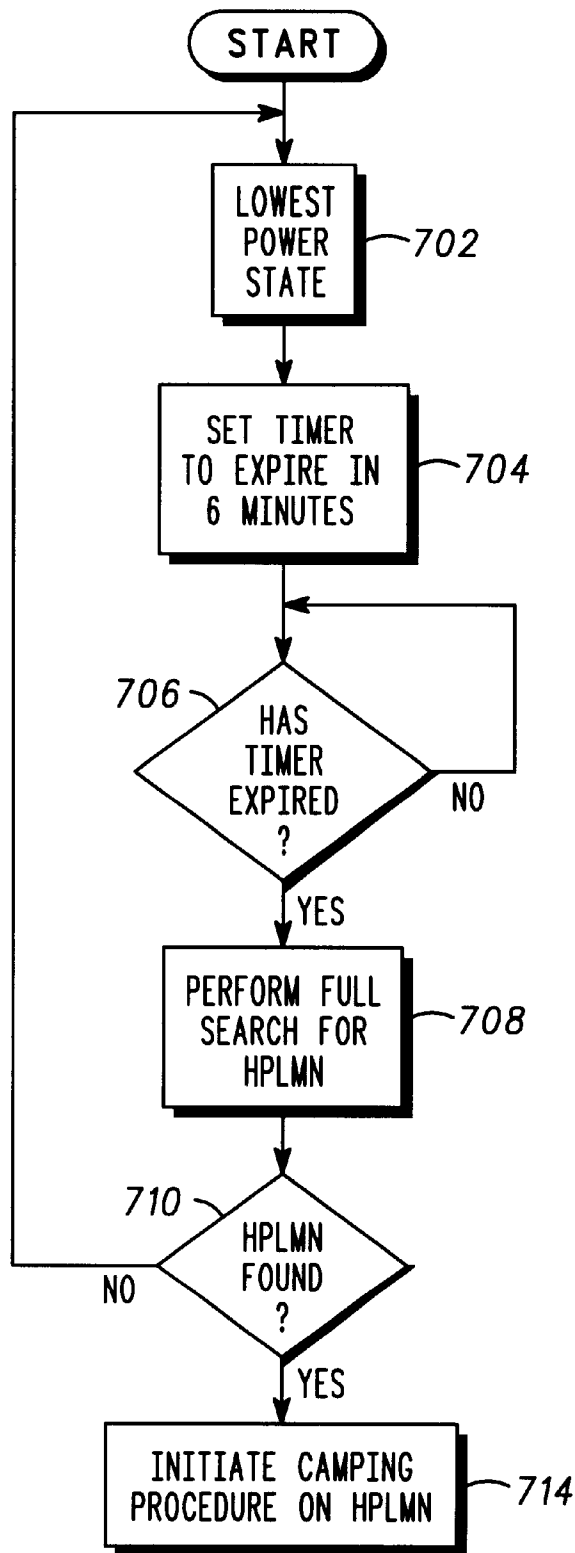 START
LOWEST
POWER
STATE
702
SET TIMER
TO EXPIRE IN
6 MINUTES
704
706
HAS
TIMER
EXPIRED
?
NO
YES
PERFORM FULL
SEARCH FOR
HPLMN
708
710
HPLMN
FOUND
?
NO
YES
INITIATE CAMPING
PROCEDURE ON HPLMN
714